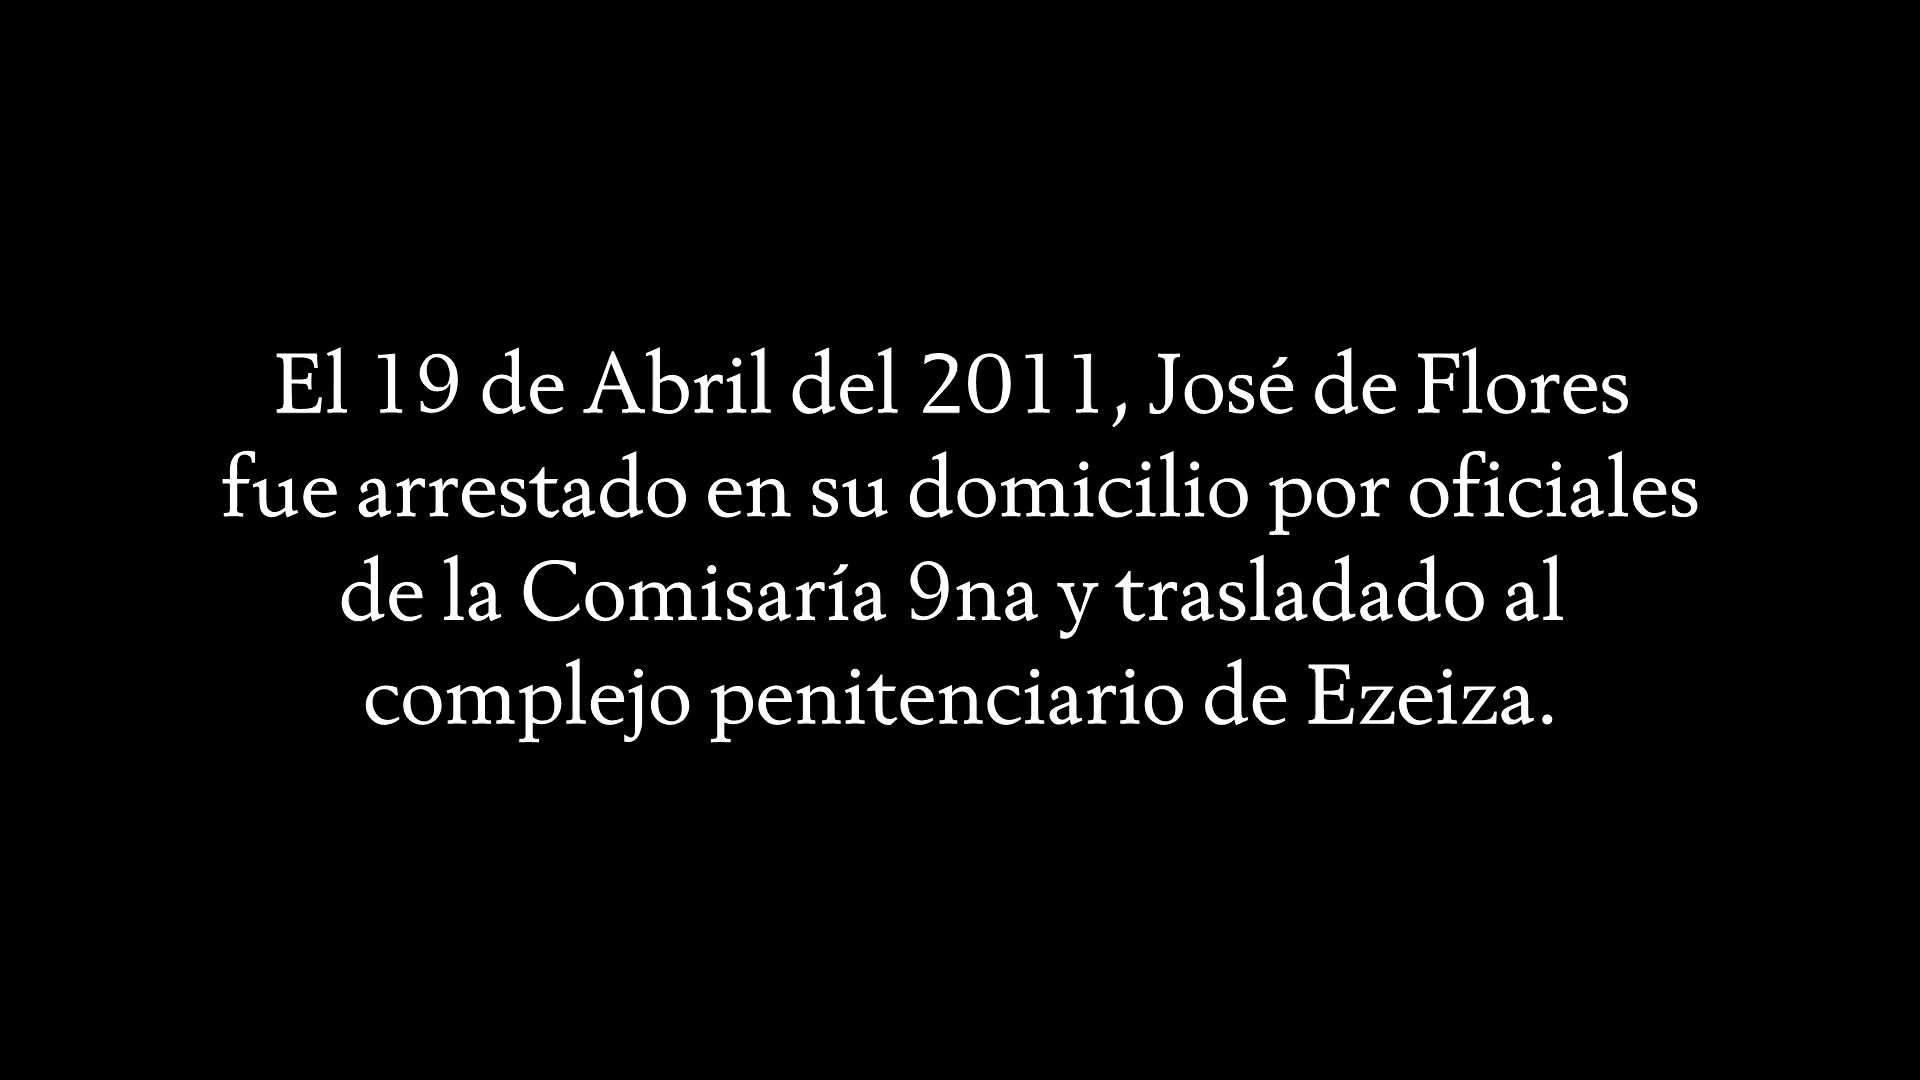 El 19 de Abril del 2011, José de Flores
fue arrestado en su domicilio por oficiales
de la Comisaría 9na y trasladado al
complejo penitenciario de Ezeiza.